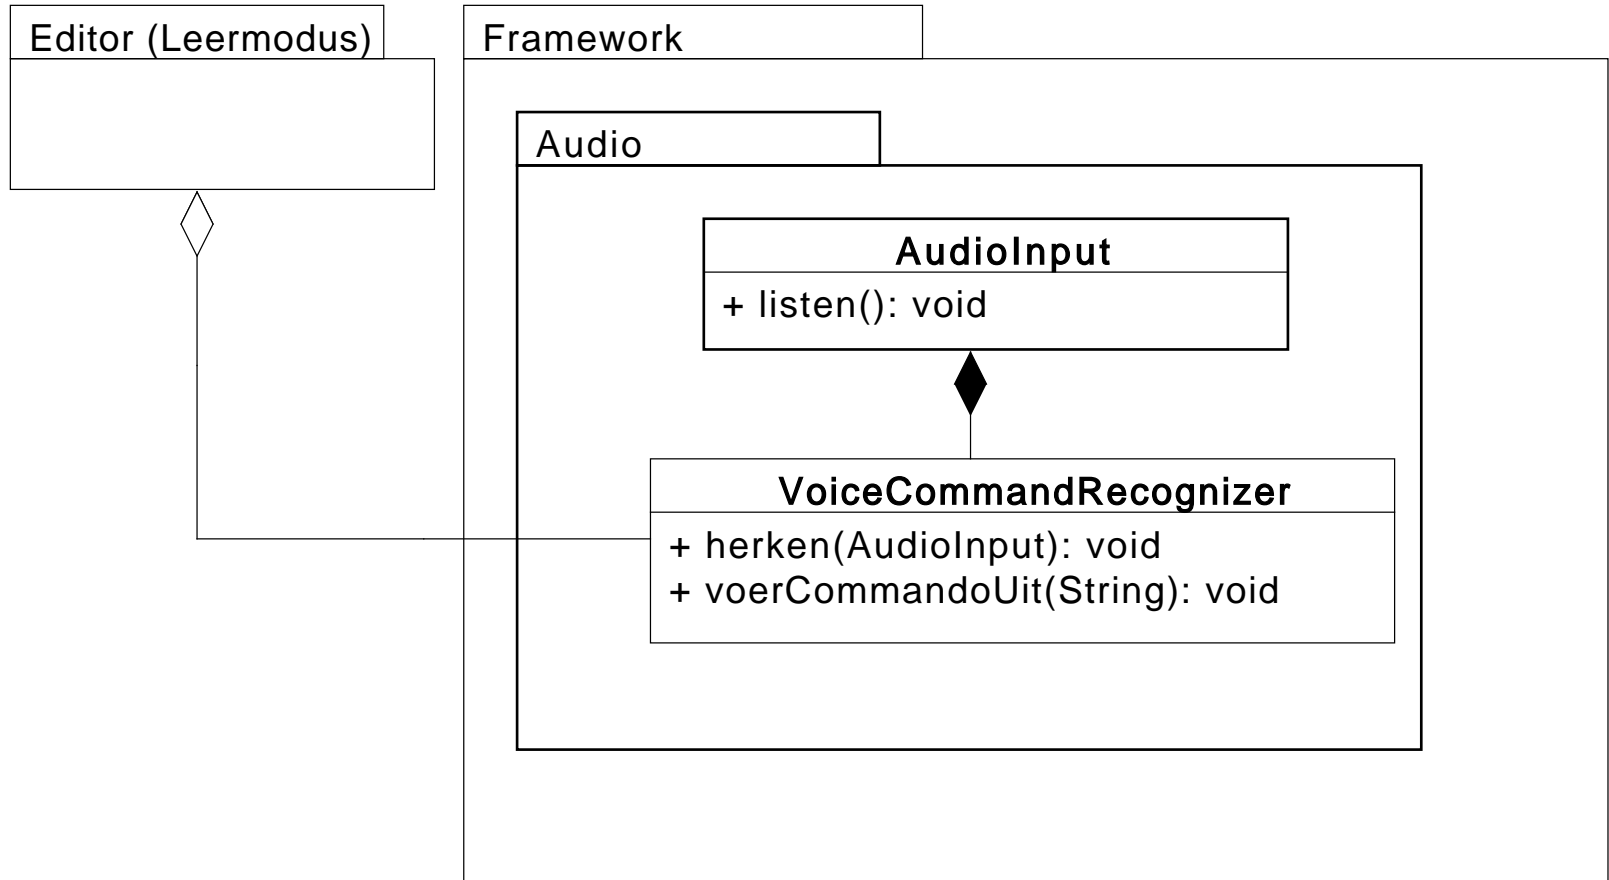 Editor (Leermodus)
Framework
Audio
AudioInput
+ listen(): void
VoiceCommandRecognizer
+ herken(AudioInput): void
+ voerCommandoUit(String): void